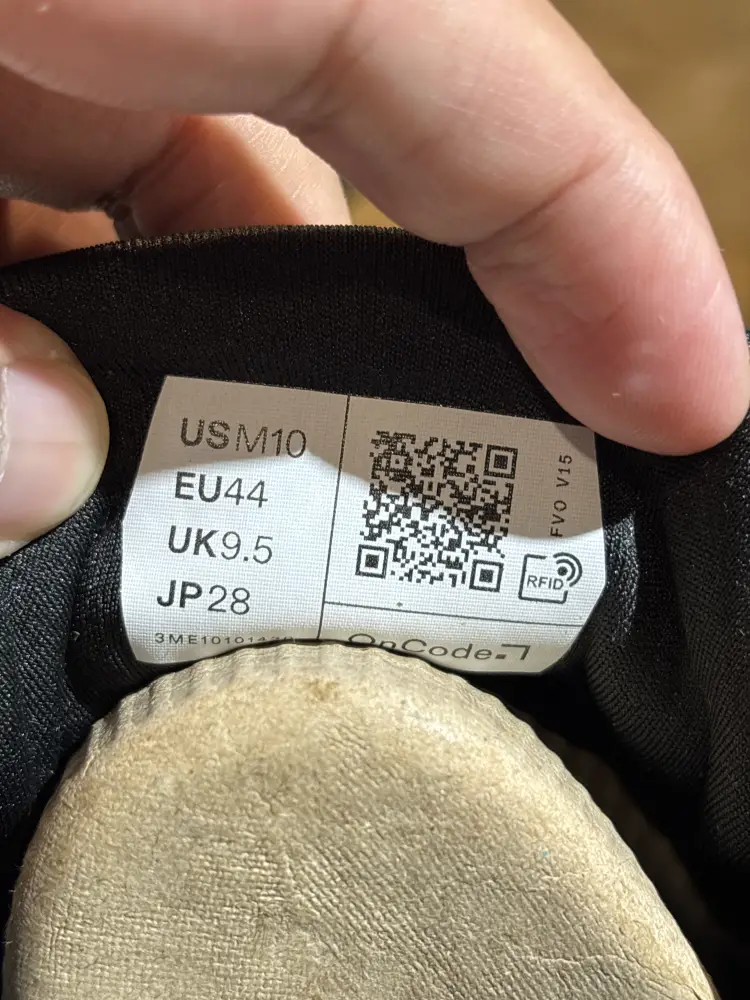 USM10
EU44
UK9.5
JP28
FVO V15
RFID
OnCode